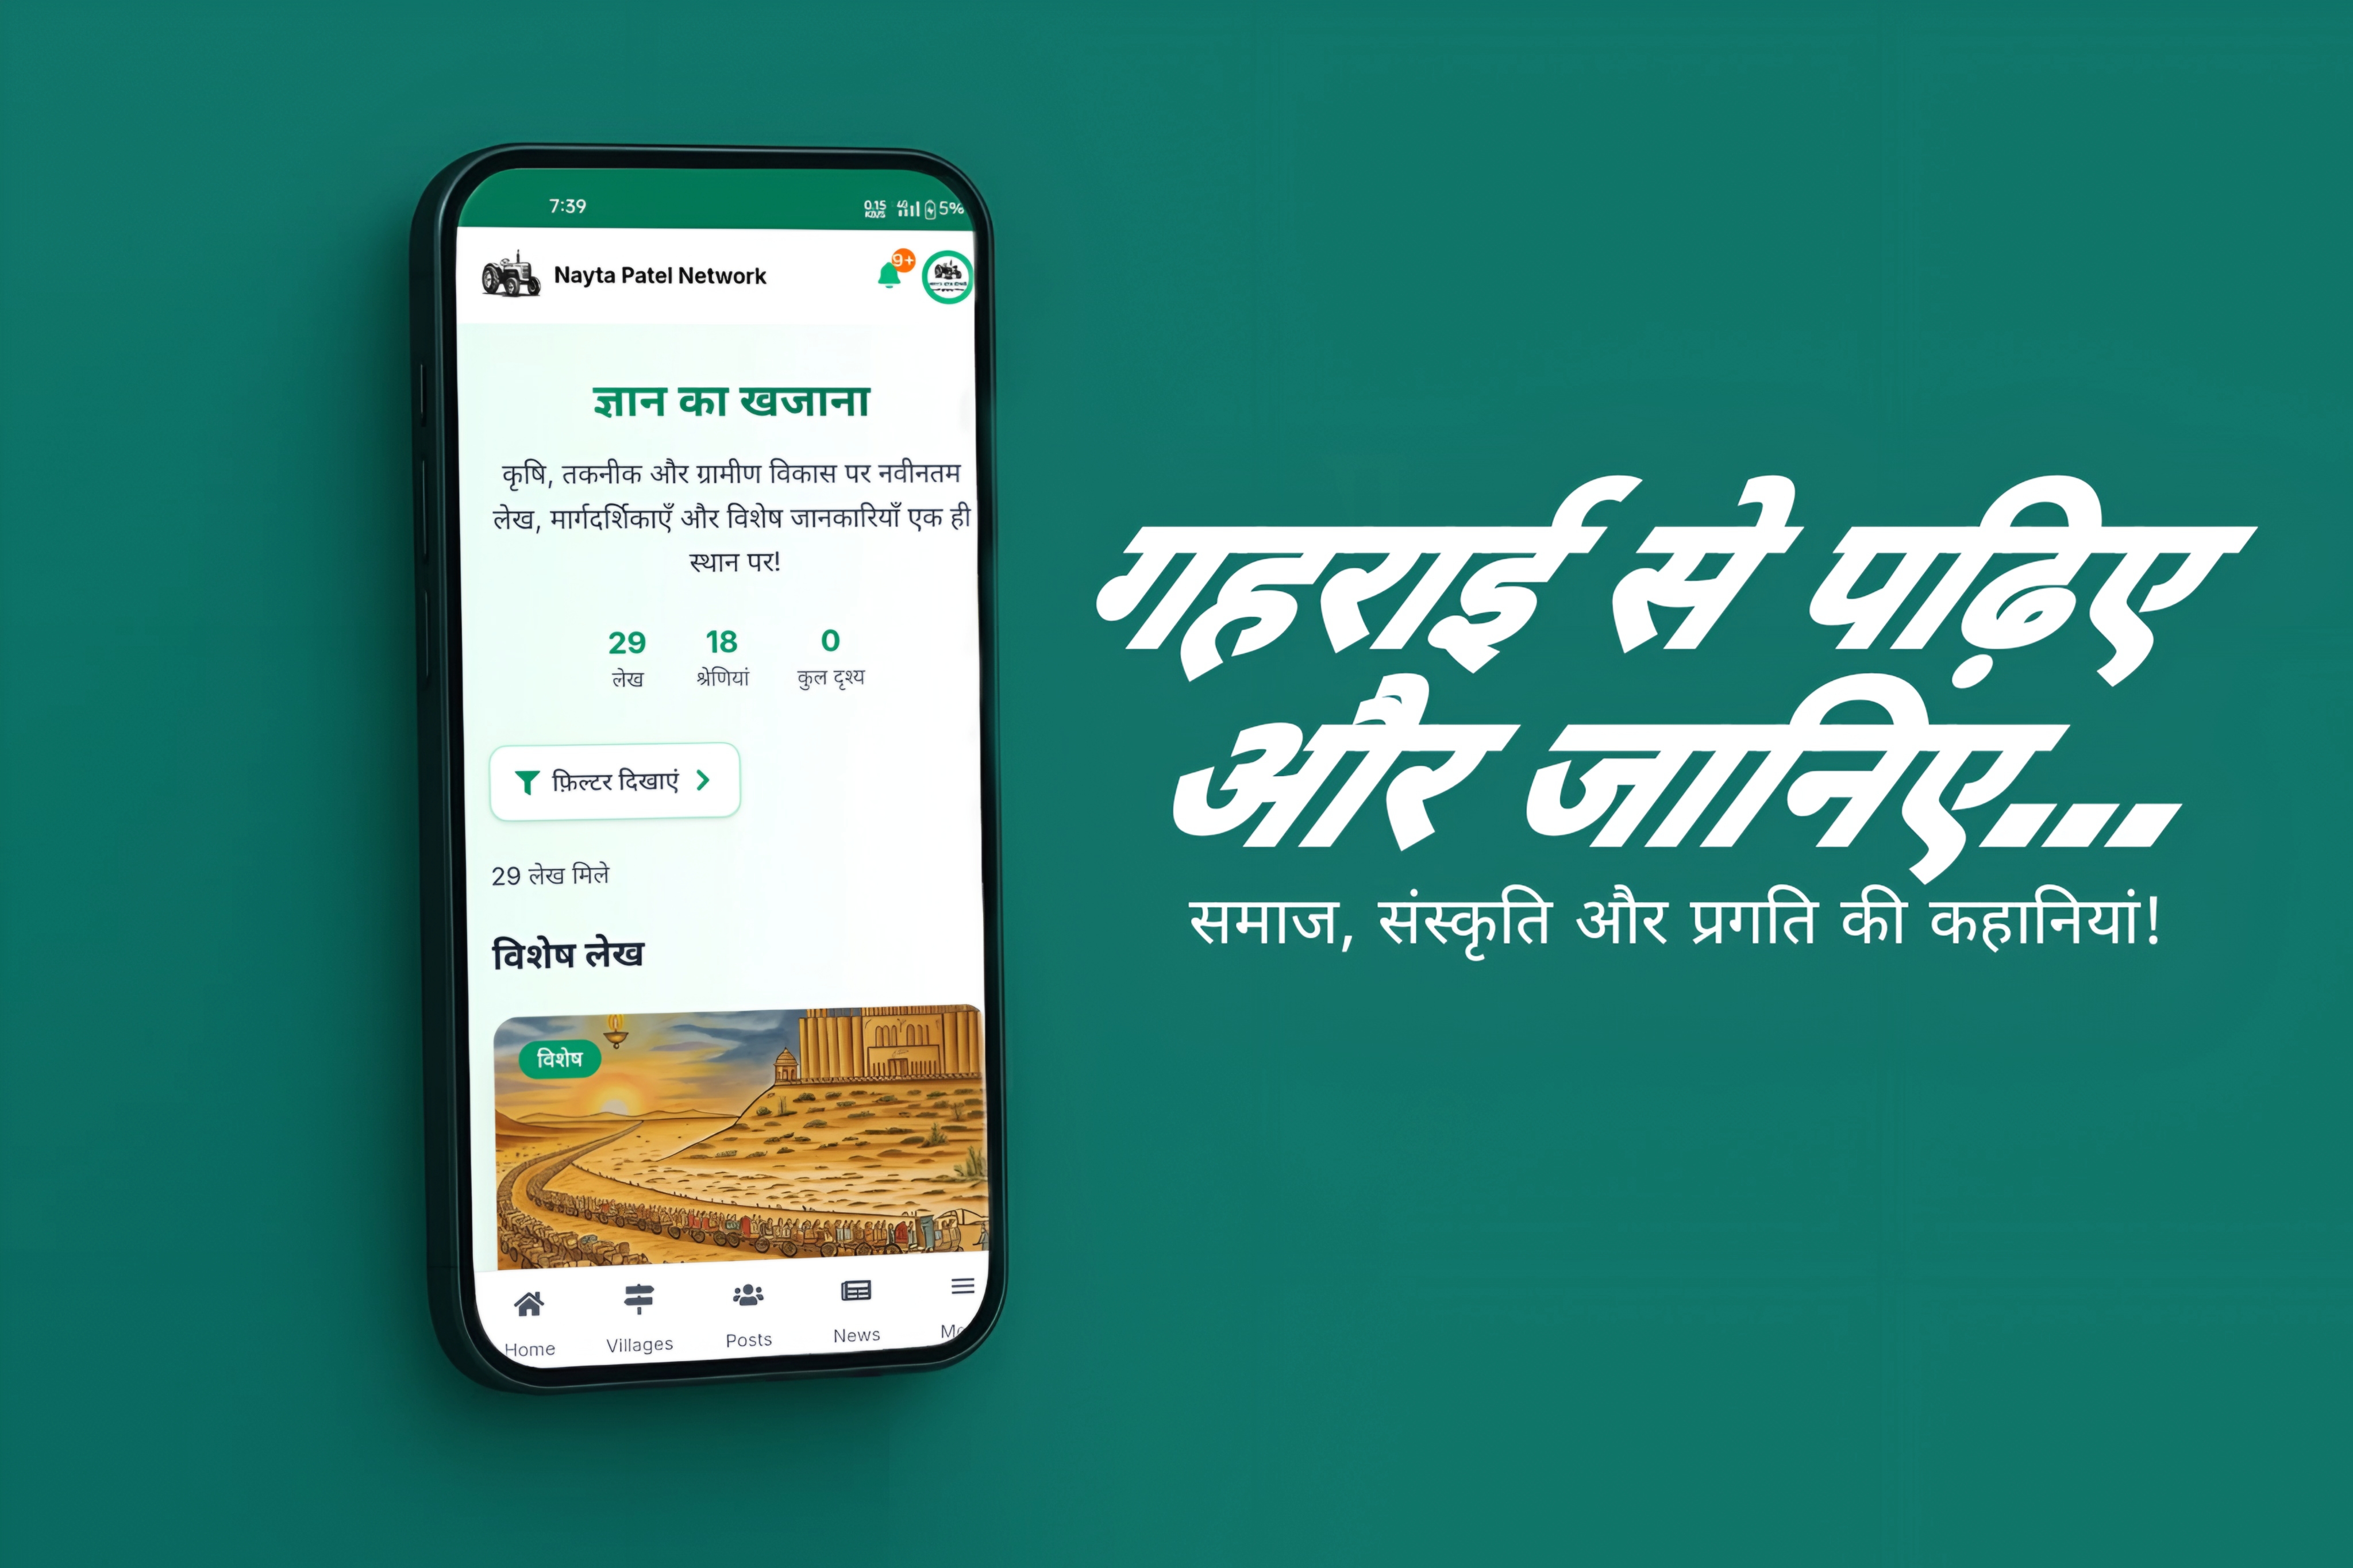 7:39
0.15 KB/S 4G 5%
Nayta Patel Network
9+
ज्ञान का खजाना
कृषि, तकनीक और ग्रामीण विकास पर नवीनतम
लेख, मार्गदर्शिकाएँ और विशेष जानकारियाँ एक ही
स्थान पर!
29 18 0
लेख श्रेणियां कुल दृश्य
फ़िल्टर दिखाएं
29 लेख मिले
विशेष लेख
विशेष
Home Villages Posts News
गहराई से पढ़िए
और जानिए...
समाज, संस्कृति और प्रगति की कहानियां!